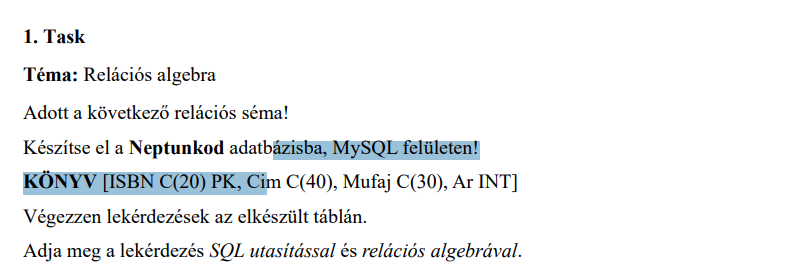 1. Task
Téma: Relációs algebra
Adott a következő relációs séma!
Készítse el a Neptunkod adatbázisba, MySQL felületen!
KÖNYV [ISBN C(20) PK, Cim C(40), Mufaj C(30), Ar INT]
Végezzen lekérdezések az elkészült táblán.
Adja meg a lekérdezés SQL utasítással és relációs algebrával.